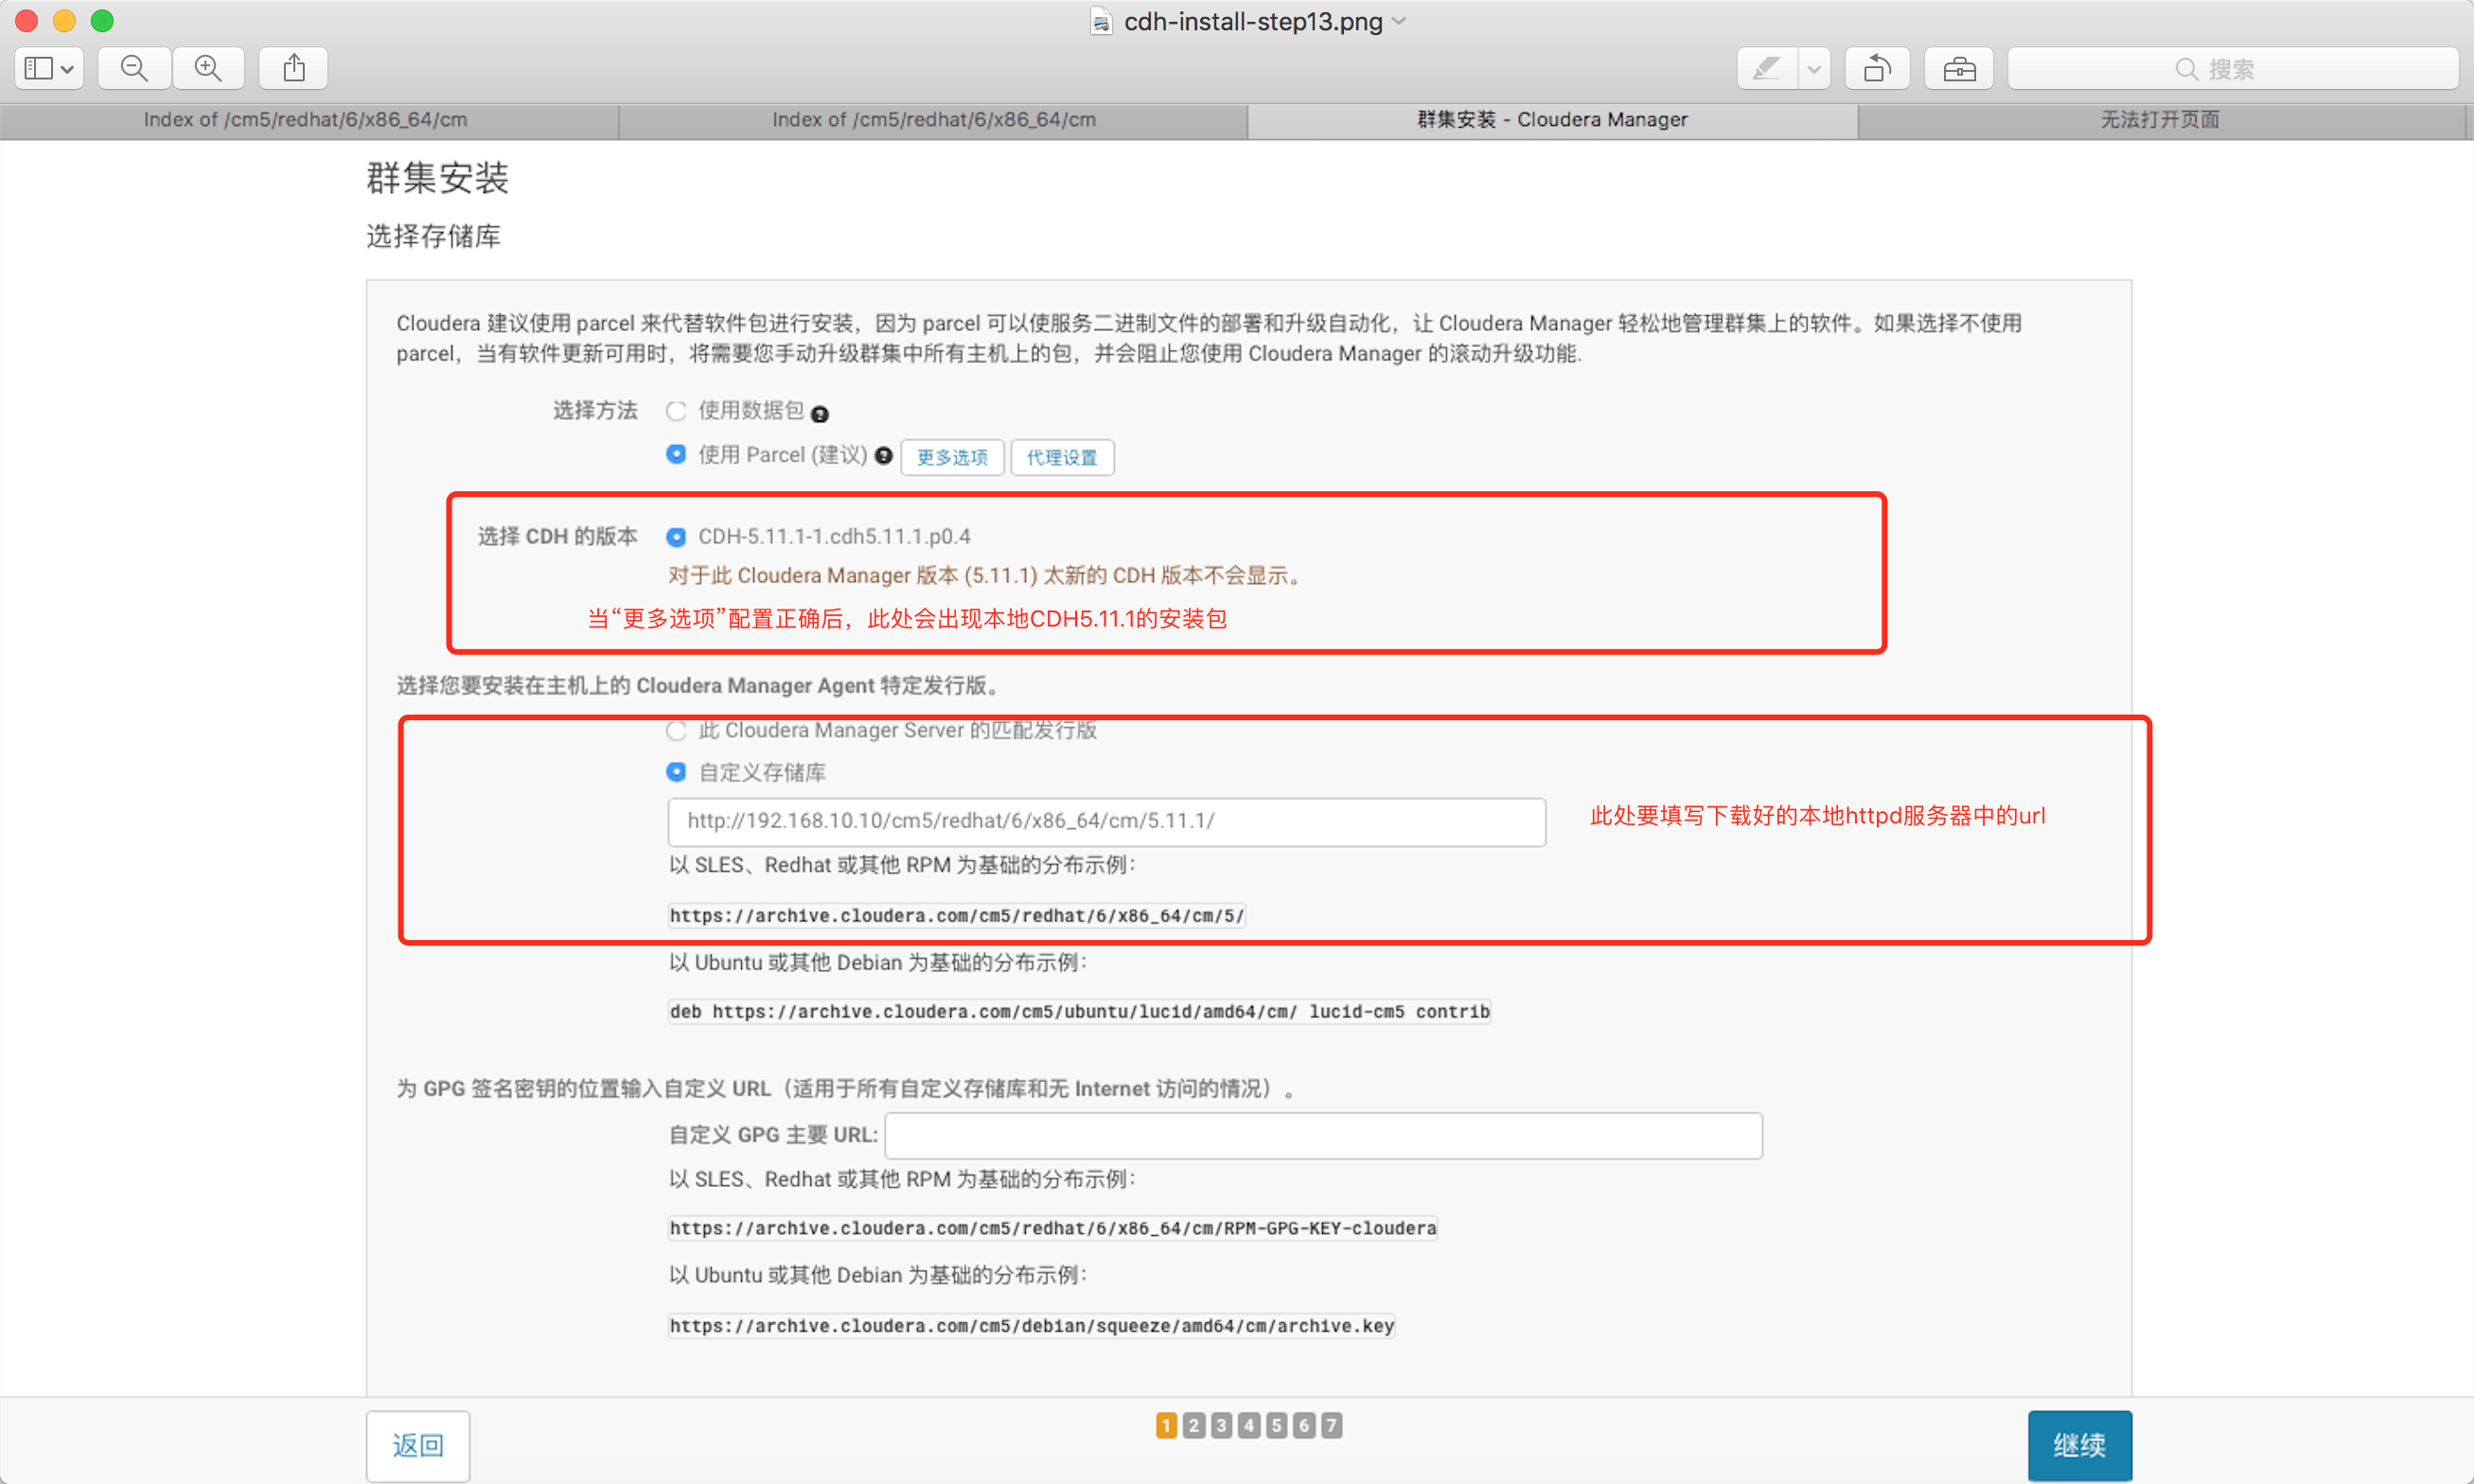 cdh-install-step13.png
搜索
Index of /cm5/redhat/6/x86_64/cm
Index of /cm5/redhat/6/x86_64/cm
群集安装 - Cloudera Manager
无法打开页面
群集安装
选择存储库
Cloudera 建议使用 parcel 来代替软件包进行安装，因为 parcel 可以使服务二进制文件的部署和升级自动化，让 Cloudera Manager 轻松地管理群集上的软件。如果选择不使用
parcel，当有软件更新可用时，将需要您手动升级群集中所有主机上的包，并会阻止您使用 Cloudera Manager 的滚动升级功能.
选择方法
使用数据包 ?
使用 Parcel (建议) ? 更多选项 代理设置
选择 CDH 的版本
CDH-5.11.1-1.cdh5.11.1.p0.4
对于此 Cloudera Manager 版本 (5.11.1) 太新的 CDH 版本不会显示。
当“更多选项”配置正确后，此处会出现本地CDH5.11.1的安装包
选择您要安装在主机上的 Cloudera Manager Agent 特定发行版。
此 Cloudera Manager Server 的匹配发行版
自定义存储库
http://192.168.10.10/cm5/redhat/6/x86_64/cm/5.11.1/
此处要填写下载好的本地httpd服务器中的url
以 SLES、Redhat 或其他 RPM 为基础的分布示例：
https://archive.cloudera.com/cm5/redhat/6/x86_64/cm/5/
以 Ubuntu 或其他 Debian 为基础的分布示例：
deb https://archive.cloudera.com/cm5/ubuntu/lucid/amd64/cm/ lucid-cm5 contrib
为 GPG 签名密钥的位置输入自定义 URL（适用于所有自定义存储库和无 Internet 访问的情况）。
自定义 GPG 主要 URL:
以 SLES、Redhat 或其他 RPM 为基础的分布示例：
https://archive.cloudera.com/cm5/redhat/6/x86_64/cm/RPM-GPG-KEY-cloudera
以 Ubuntu 或其他 Debian 为基础的分布示例：
https://archive.cloudera.com/cm5/debian/squeeze/amd64/cm/archive.key
返回
1 2 3 4 5 6 7
继续